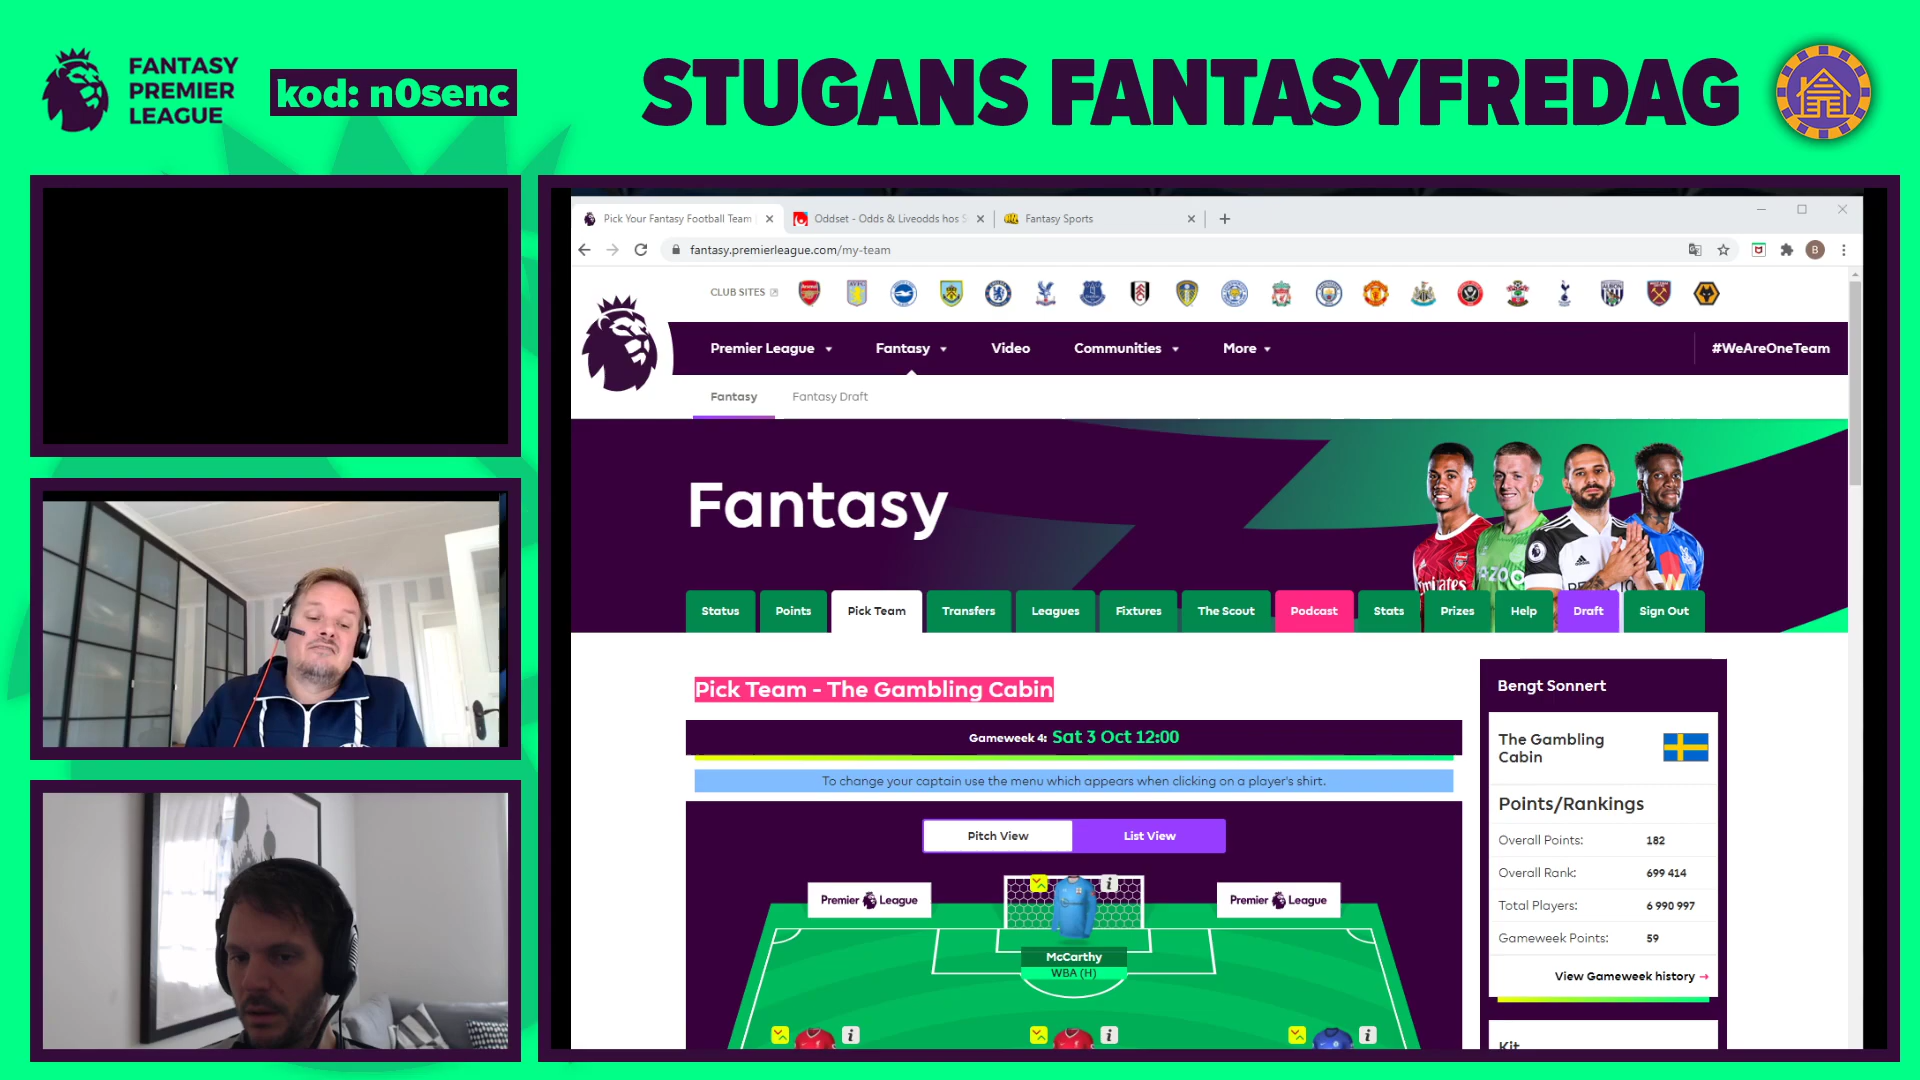 FANTASY
PREMIER
LEAGUE
kod: n0senc
STUGANS FANTASYFREDAG
Pick Your Fantasy Football Team
Oddset - Odds & Liveodds hos S
Fantasy Sports
fantasy.premierleague.com/my-team
B
CLUB SITES
Premier League
Fantasy
Video
Communities
More
#WeAreOneTeam
Fantasy
Fantasy Draft
Fantasy
Status
Points
Pick Team
Transfers
Leagues
Fixtures
The Scout
Podcast
Stats
Prizes
Help
Draft
Sign Out
Pick Team - The Gambling Cabin
Gameweek 4: Sat 3 Oct 12:00
To change your captain use the menu which appears when clicking on a player's shirt.
Pitch View
List View
Premier League
Premier League
McCarthy
WBA (H)
Bengt Sonnert
The Gambling
Cabin
Points/Rankings
Overall Points: 182
Overall Rank: 699 414
Total Players: 6 990 997
Gameweek Points: 59
View Gameweek history →
Kit